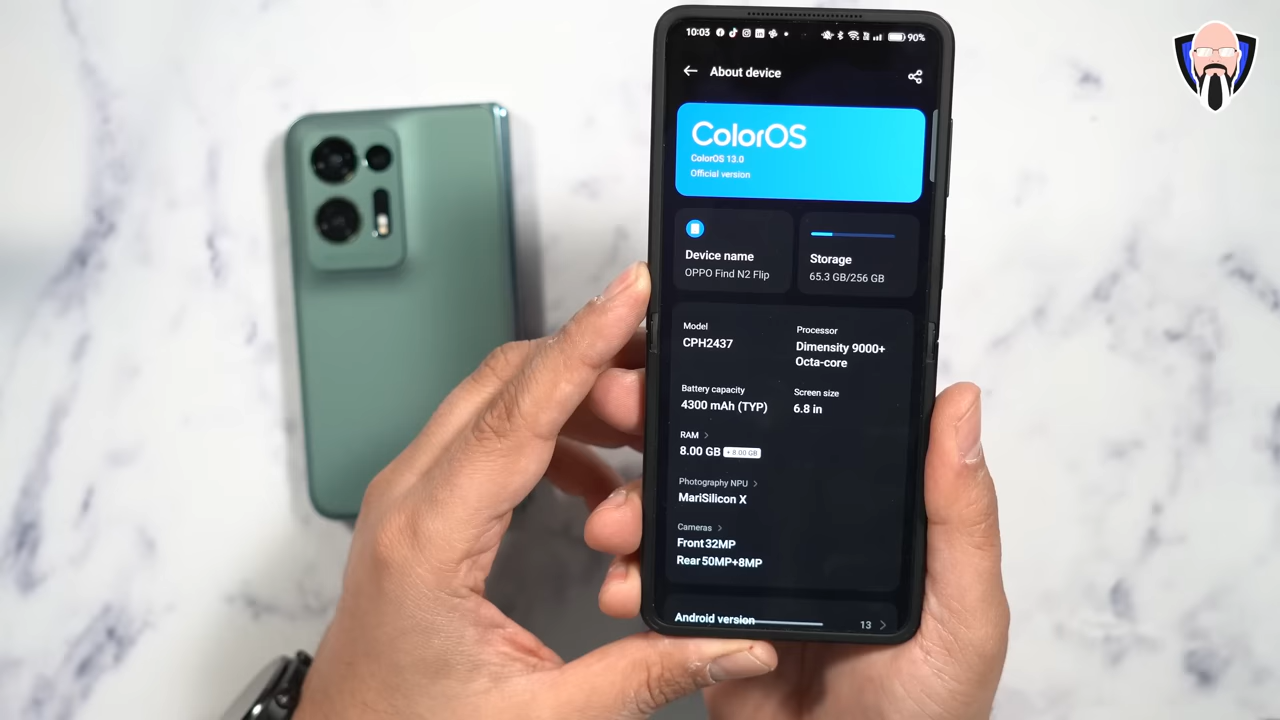 10:03
90%
About device
ColorOS
ColorOS 13.0
Official version
Device name
OPPO Find N2 Flip
Storage
65.3 GB/256 GB
Model
CPH2437
Processor
Dimensity 9000+
Octa-core
Battery capacity
4300 mAh (TYP)
Screen size
6.8 in
RAM
8.00 GB + 8.00 GB
Photography NPU
MariSilicon X
Cameras
Front 32MP
Rear 50MP+8MP
Android version
13